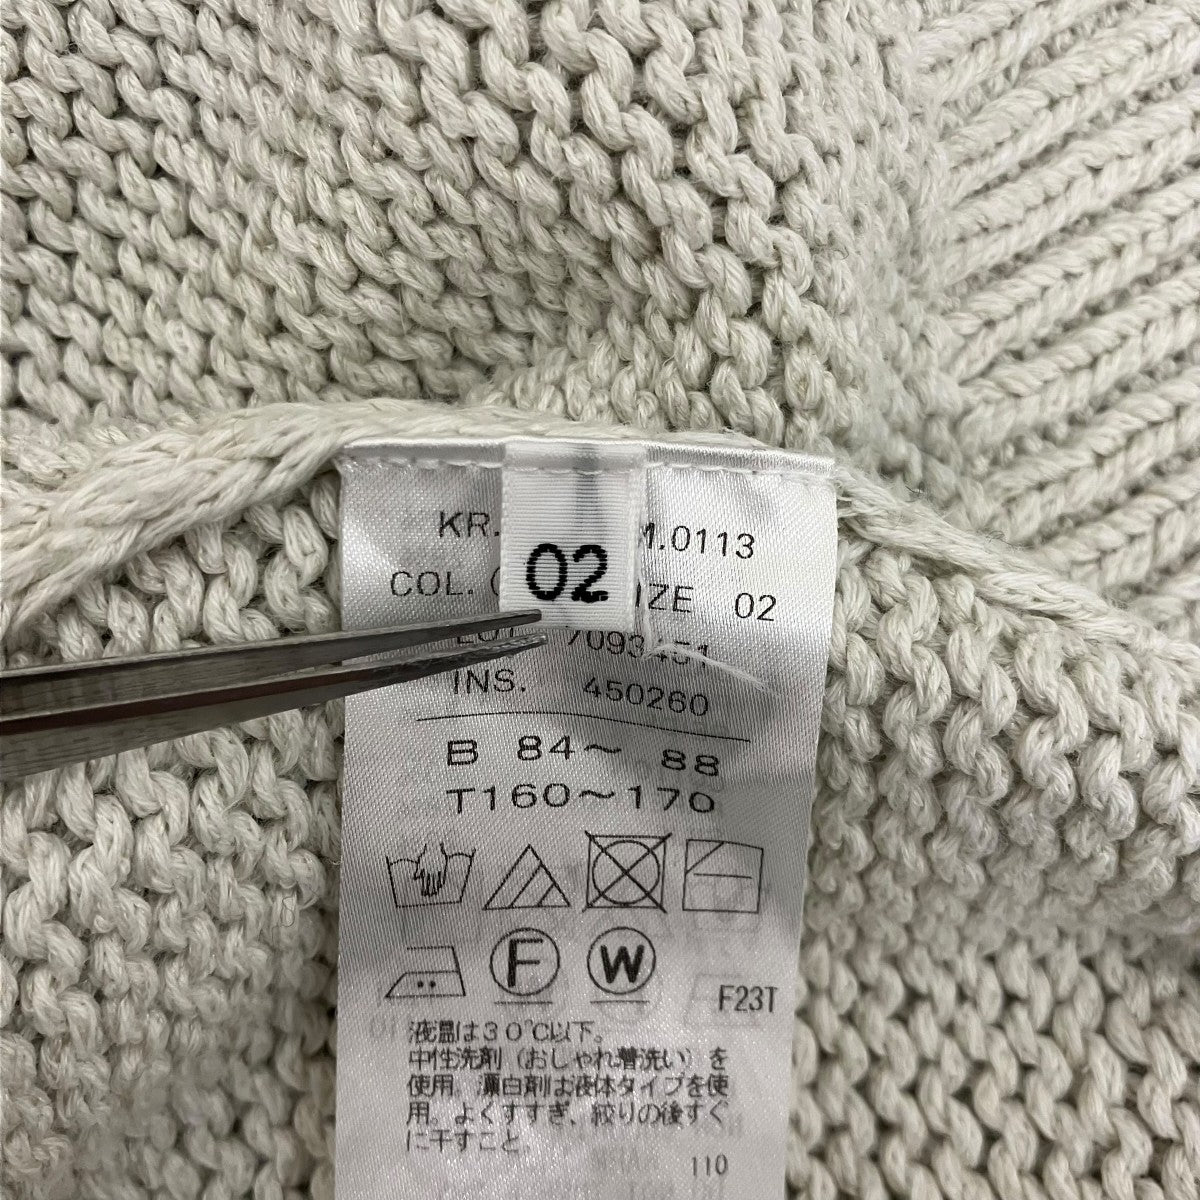 KR. M.0113
COL. SIZE 02
02
LOT 7093451
INS. 450260
B 84〜 88
T160〜170
F W
F23T
液温は30℃以下。
中性洗剤(おしゃれ着洗い)を
使用。漂白剤は液体タイプを使
用。よくすすぎ、絞りの後すぐ
に干すこと。
110